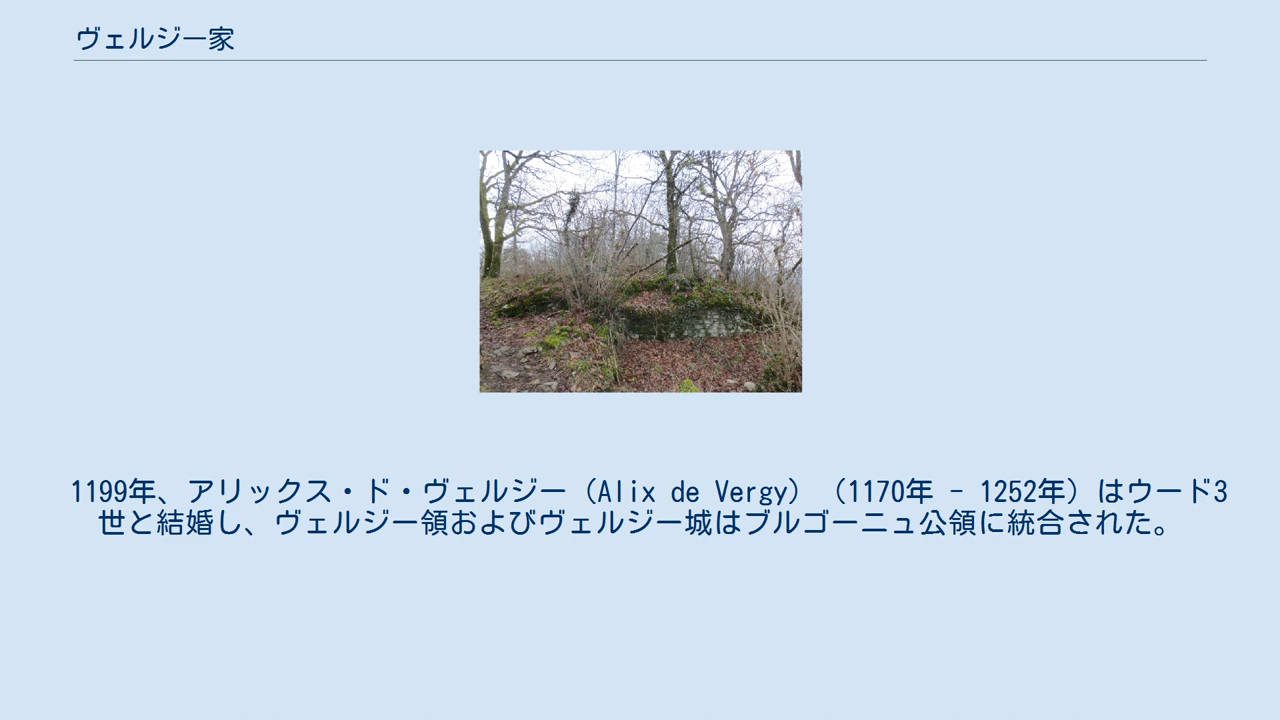 ヴェルジー家
1199年、アリックス・ド・ヴェルジー（Alix de Vergy）（1170年 - 1252年）はウード3
世と結婚し、ヴェルジー領およびヴェルジー城はブルゴーニュ公領に統合された。